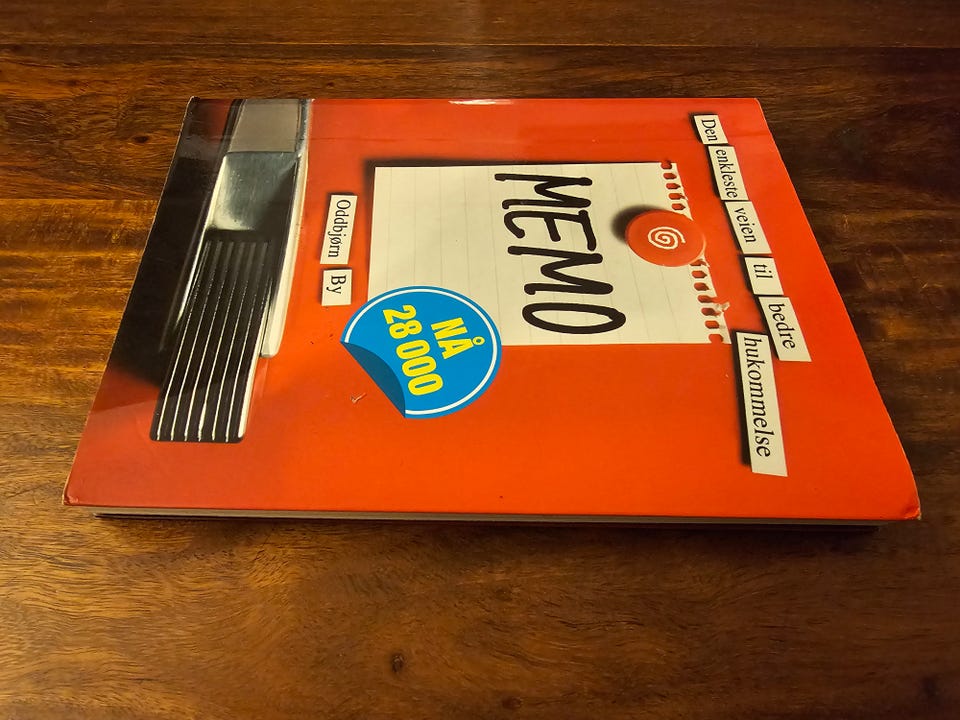 Den enkleste veien til bedre
hukommelse
MEMO
NÅ
28 000
Oddbjørn By